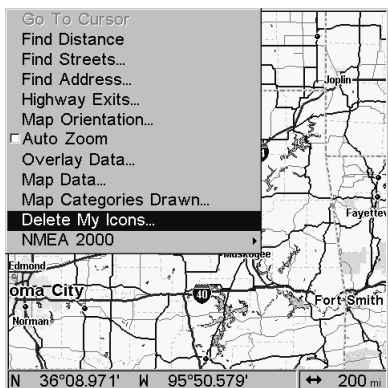 Go To Cursor
Find Distance
Find Streets...
Find Address...
Highway Exits...
Map Orientation...
Auto Zoom
Overlay Data...
Map Data...
Map Categories Drawn...
Delete My Icons...
NMEA 2000
Joplin
Fayettev
Muskogee
Edmond
oma City
40
Fort Smith
Norman
N 36°08.971' W 95°50.579' ↔ 200 mi